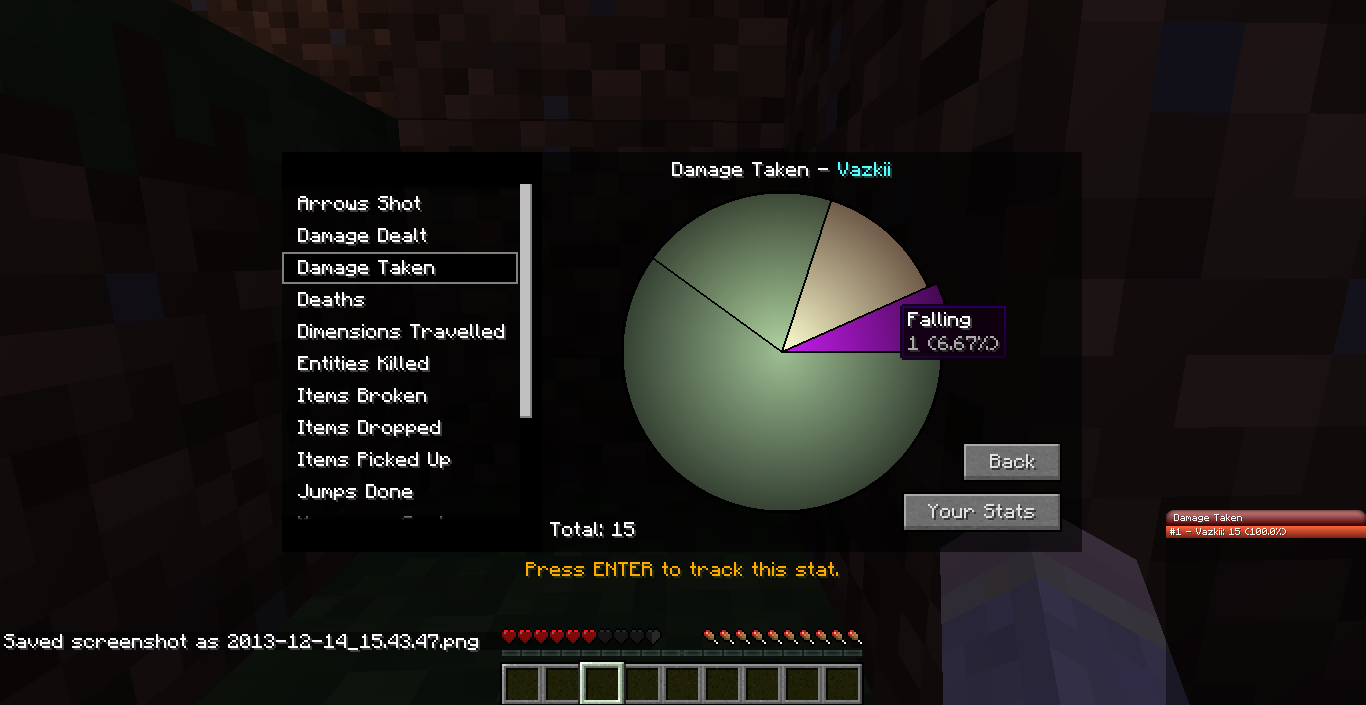 Damage Taken - Vazkii
Arrows Shot
Damage Dealt
Damage Taken
Deaths
Dimensions Travelled
Entities Killed
Items Broken
Items Dropped
Items Picked Up
Jumps Done
Falling
1 (6.67%)
Back
Your Stats
Total: 15
Press ENTER to track this stat.
Damage Taken
#1 - Vazkii: 15 (100.0%)
Saved screenshot as 2013-12-14_15.43.47.png